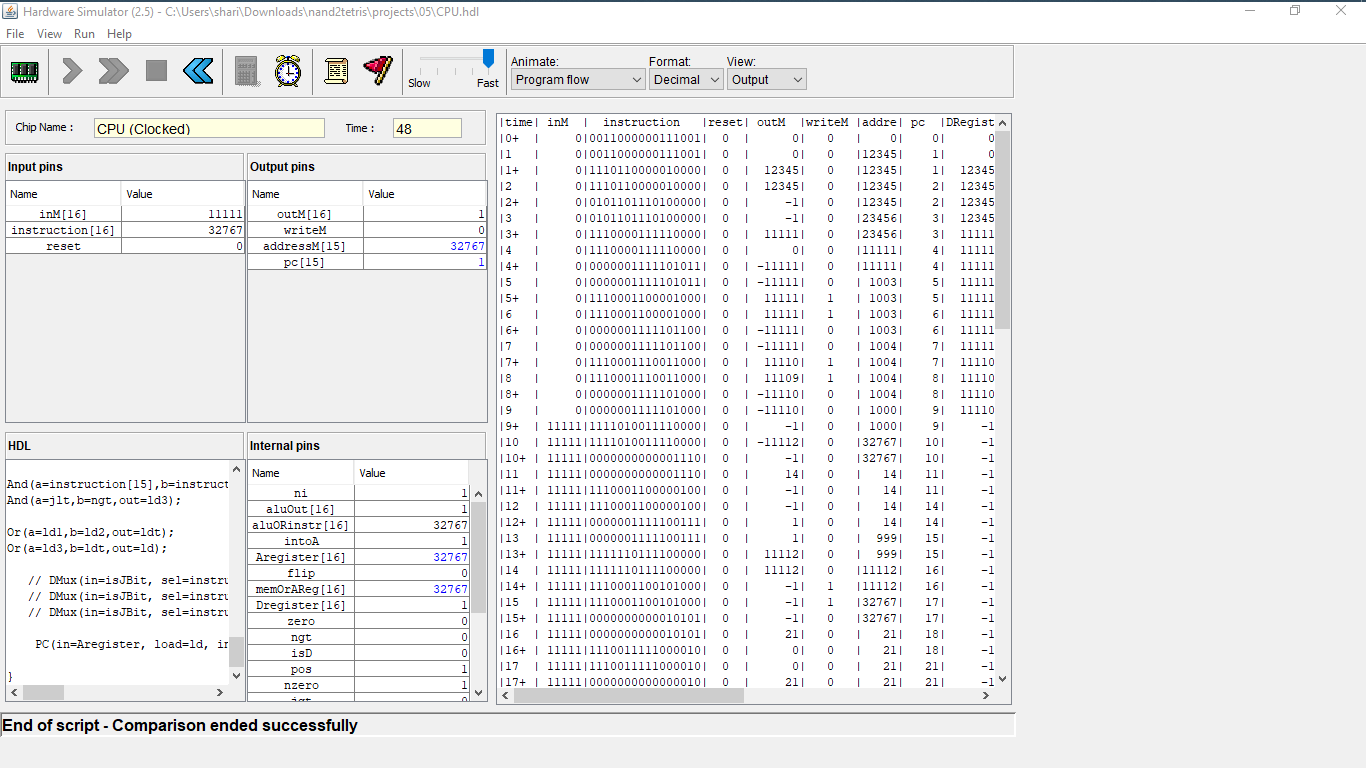 Hardware Simulator (2.5) - C:\Users\shari\Downloads\nand2tetris\projects\05\CPU.hdl
File View Run Help
Slow Fast
Animate: Format: View:
Program flow Decimal Output
Chip Name : CPU (Clocked) Time : 48
Input pins
Name Value
inM[16] 11111
instruction[16] 32767
reset 0
Output pins
Name Value
outM[16] 1
writeM 0
addressM[15] 32767
pc[15] 1
HDL
And(a=instruction[15],b=instruct
And(a=jlt,b=ngt,out=ld3);
Or(a=ld1,b=ld2,out=ldt);
Or(a=ld3,b=ldt,out=ld);
// DMux(in=isJBit, sel=instru
// DMux(in=isJBit, sel=instru
// DMux(in=isJBit, sel=instru
PC(in=Aregister, load=ld, in
}
Internal pins
Name Value
ni 1
aluOut[16] 1
aluORinstr[16] 32767
intoA 1
Aregister[16] 32767
flip 0
memOrAReg[16] 32767
Dregister[16] 1
zero 0
ngt 0
isD 0
pos 1
nzero 1
|time| inM | instruction |reset| outM |writeM |addre| pc |DRegist
|0+ | 0|0011000000111001| 0 | 0| 0 | 0| 0| 0
|1 | 0|0011000000111001| 0 | 0| 0 |12345| 1| 0
|1+ | 0|1110110000010000| 0 | 12345| 0 |12345| 1| 12345
|2 | 0|1110110000010000| 0 | 12345| 0 |12345| 2| 12345
|2+ | 0|0101101110100000| 0 | -1| 0 |12345| 2| 12345
|3 | 0|0101101110100000| 0 | -1| 0 |23456| 3| 12345
|3+ | 0|1110000111110000| 0 | 11111| 0 |23456| 3| 11111
|4 | 0|1110000111110000| 0 | 0| 0 |11111| 4| 11111
|4+ | 0|0000001111101011| 0 | -11111| 0 |11111| 4| 11111
|5 | 0|0000001111101011| 0 | -11111| 0 | 1003| 5| 11111
|5+ | 0|1110001100001000| 0 | 11111| 1 | 1003| 5| 11111
|6 | 0|1110001100001000| 0 | 11111| 1 | 1003| 6| 11111
|6+ | 0|0000001111101100| 0 | -11111| 0 | 1003| 6| 11111
|7 | 0|0000001111101100| 0 | -11111| 0 | 1004| 7| 11111
|7+ | 0|1110001110011000| 0 | 11110| 1 | 1004| 7| 11110
|8 | 0|1110001110011000| 0 | 11109| 1 | 1004| 8| 11110
|8+ | 0|0000001111101000| 0 | -11110| 0 | 1004| 8| 11110
|9 | 0|0000001111101000| 0 | -11110| 0 | 1000| 9| 11110
|9+ | 11111|1111010011110000| 0 | -1| 0 | 1000| 9| -1
|10 | 11111|1111010011110000| 0 | -11112| 0 |32767| 10| -1
|10+ | 11111|0000000000001110| 0 | -1| 0 |32767| 10| -1
|11 | 11111|0000000000001110| 0 | 14| 0 | 14| 11| -1
|11+ | 11111|1110001100000100| 0 | -1| 0 | 14| 11| -1
|12 | 11111|1110001100000100| 0 | -1| 0 | 14| 14| -1
|12+ | 11111|0000001111100111| 0 | 1| 0 | 14| 14| -1
|13 | 11111|0000001111100111| 0 | 1| 0 | 999| 15| -1
|13+ | 11111|1111110111100000| 0 | 11112| 0 | 999| 15| -1
|14 | 11111|1111110111100000| 0 | 11112| 0 |11112| 16| -1
|14+ | 11111|1110001100101000| 0 | -1| 1 |11112| 16| -1
|15 | 11111|1110001100101000| 0 | -1| 1 |32767| 17| -1
|15+ | 11111|0000000000010101| 0 | -1| 0 |32767| 17| -1
|16 | 11111|0000000000010101| 0 | 21| 0 | 21| 18| -1
|16+ | 11111|1110011111000010| 0 | 0| 0 | 21| 18| -1
|17 | 11111|1110011111000010| 0 | 0| 0 | 21| 21| -1
|17+ | 11111|0000000000000010| 0 | 21| 0 | 21| 21| -1
End of script - Comparison ended successfully